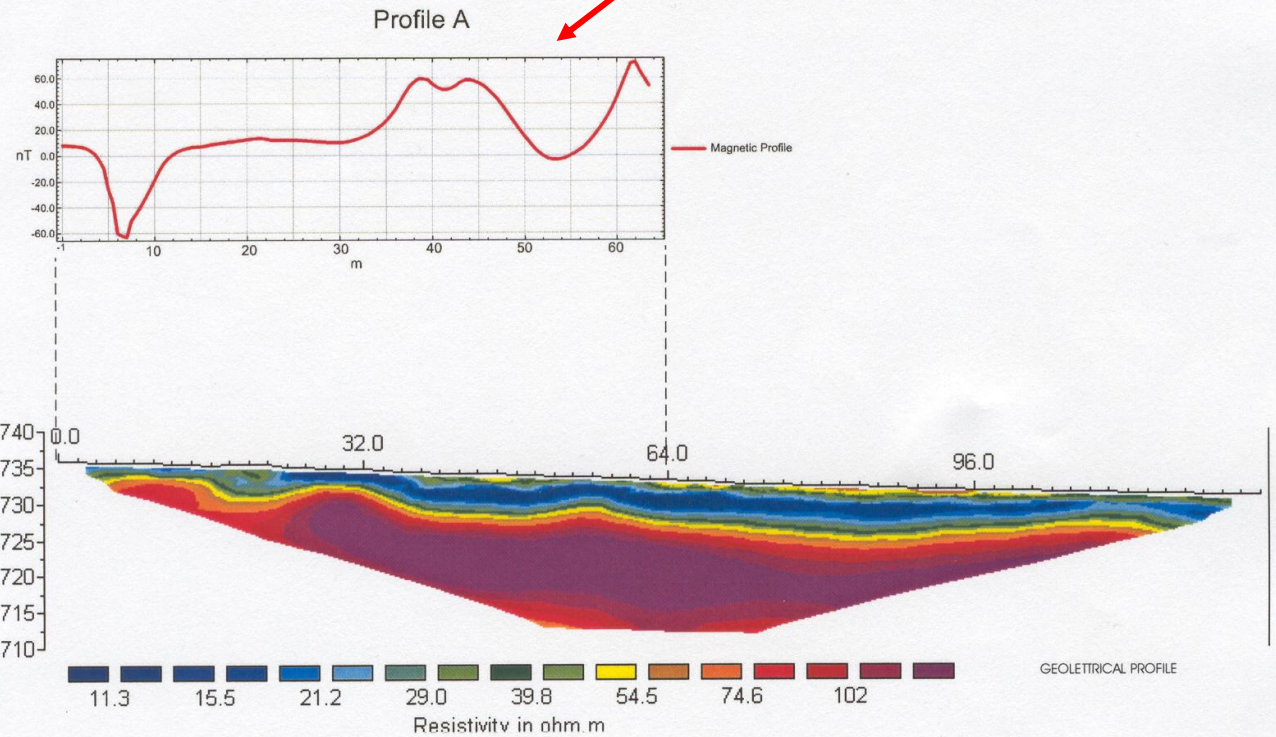 Profile A
60.0
40.0
20.0
nT 0.0
-20.0
-40.0
-60.0
-1 10 20 30 40 50 60
m
Magnetic Profile
740 0.0 32.0 64.0 96.0
735
730
725
720
715
710
11.3 15.5 21.2 29.0 39.8 54.5 74.6 102
Resistivity in ohm.m
GEOLETTRICAL PROFILE